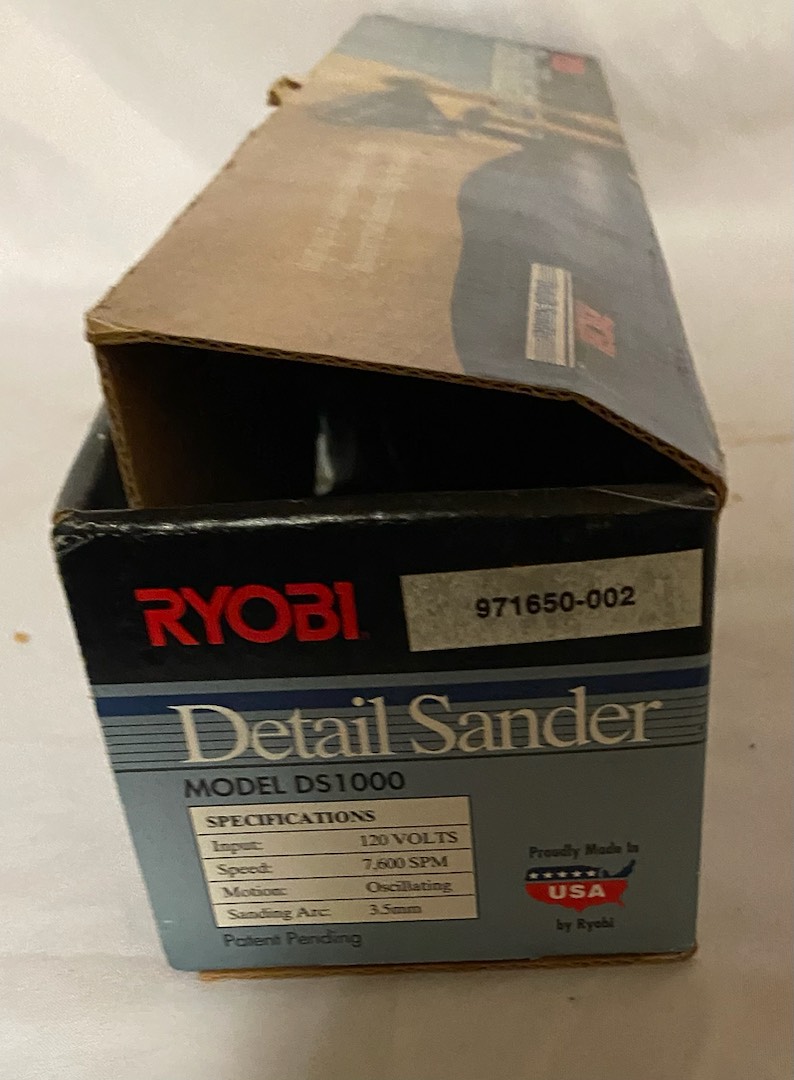 RYOBI
971650-002
Detail Sander
MODEL DS1000
SPECIFICATIONS
Input: 120 VOLTS
Speed: 7,600 SPM
Motion: Oscillating
Sanding Arc: 3.5mm
Patent Pending
Proudly Made In
USA
by Ryobi